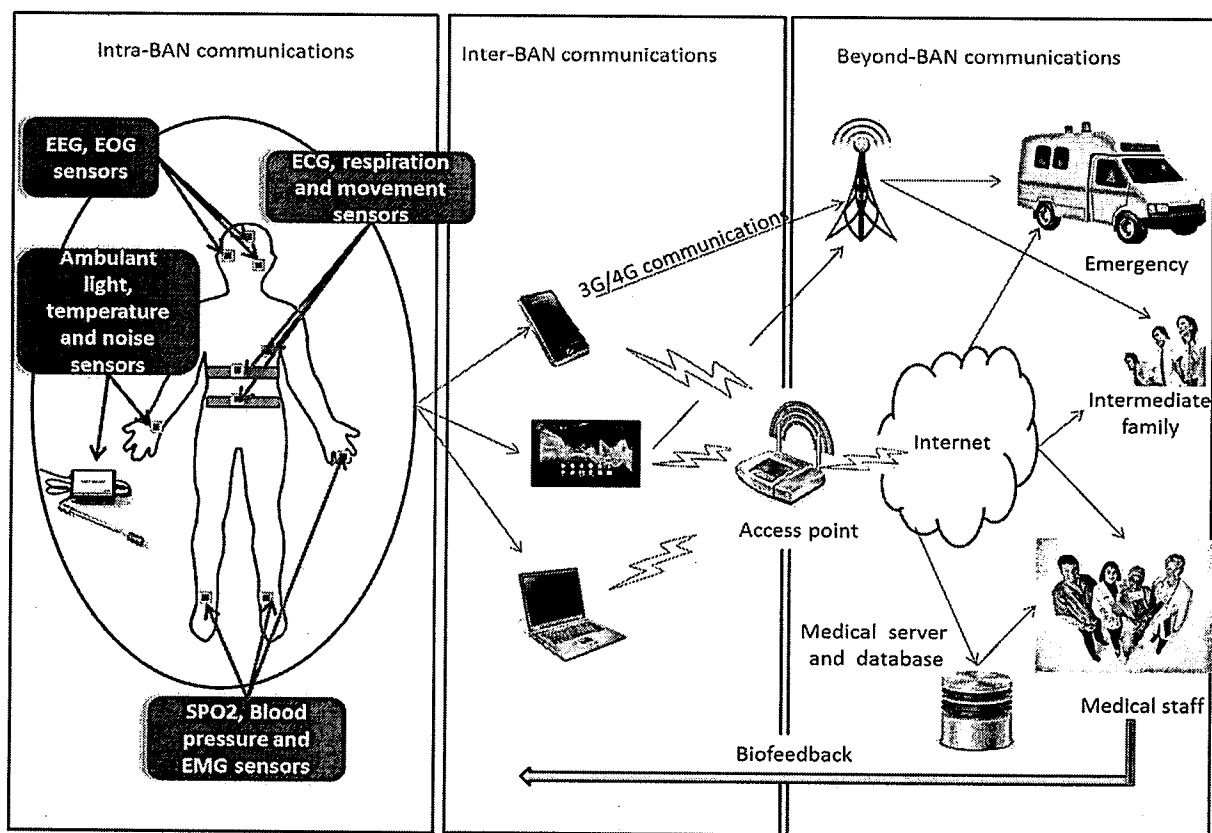 Intra-BAN communications
Inter-BAN communications
Beyond-BAN communications
EEG, EOG
sensors
ECG, respiration
and movement
sensors
Ambulant
light,
temperature
and noise
sensors
SPO2, Blood
pressure and
EMG sensors
3G/4G communications
Access point
Internet
Emergency
Intermediate
family
Medical server
and database
Medical staff
Biofeedback